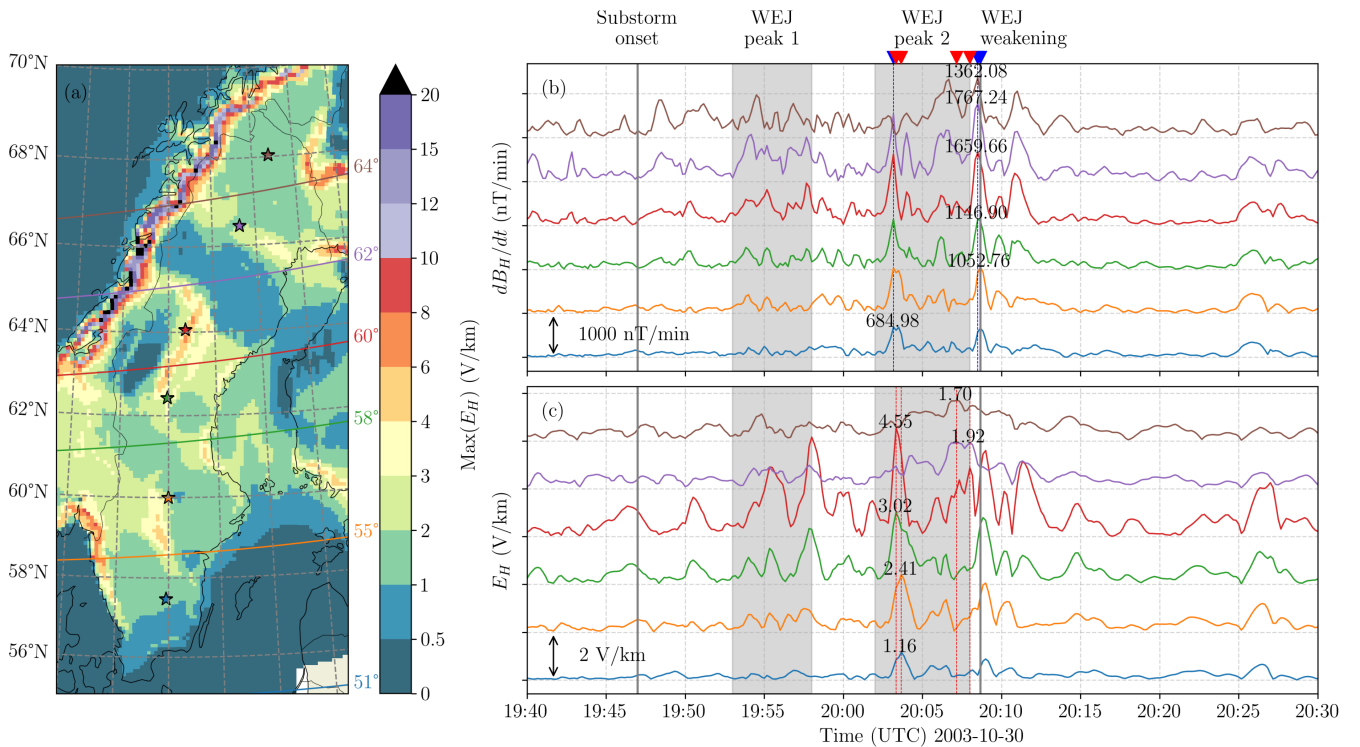 Substorm
onset
WEJ
peak 1
WEJ
peak 2
WEJ
weakening
(a)
70°N
68°N
66°N
64°N
62°N
60°N
58°N
56°N
64°
62°
60°
58°
55°
51°
20
15
12
10
8
6
4
3
2
1
0.5
0
Max(E_H) (V/km)
(b)
dB_H/dt (nT/min)
1362.08
1767.24
1659.66
1146.90
1052.76
684.98
1000 nT/min
(c)
E_H (V/km)
1.70
4.55
1.92
3.02
2.41
1.16
2 V/km
19:40 19:45 19:50 19:55 20:00 20:05 20:10 20:15 20:20 20:25 20:30
Time (UTC) 2003-10-30